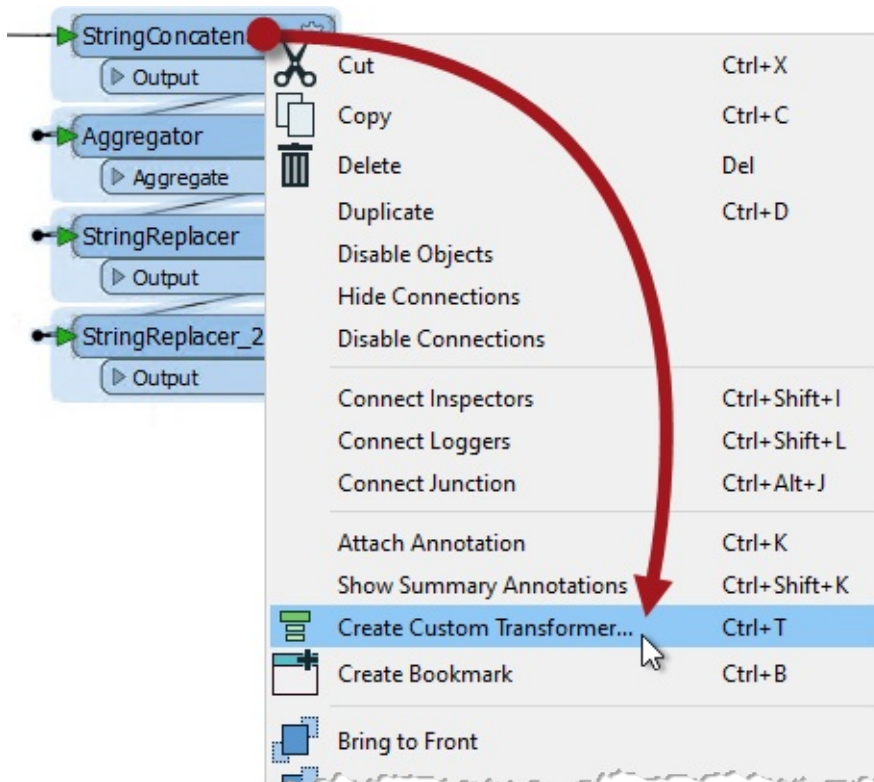 StringConcaten
Output
Aggregator
Aggregate
StringReplacer
Output
StringReplacer_2
Output
Cut Ctrl+X
Copy Ctrl+C
Delete Del
Duplicate Ctrl+D
Disable Objects
Hide Connections
Disable Connections
Connect Inspectors Ctrl+Shift+I
Connect Loggers Ctrl+Shift+L
Connect Junction Ctrl+Alt+J
Attach Annotation Ctrl+K
Show Summary Annotations Ctrl+Shift+K
Create Custom Transformer... Ctrl+T
Create Bookmark Ctrl+B
Bring to Front